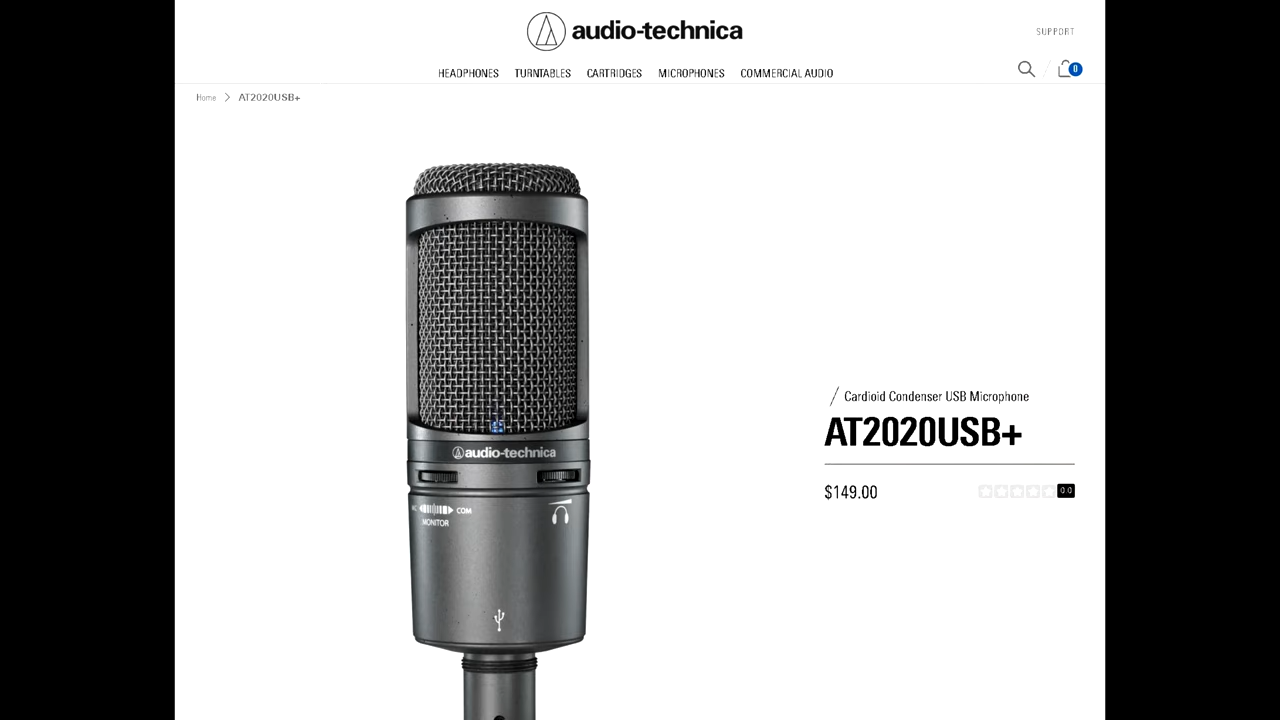 audio-technica
SUPPORT
HEADPHONES TURNTABLES CARTRIDGES MICROPHONES COMMERCIAL AUDIO
0
Home > AT2020USB+
audio-technica
COM
MONITOR
/ Cardioid Condenser USB Microphone
AT2020USB+
$149.00
0.0